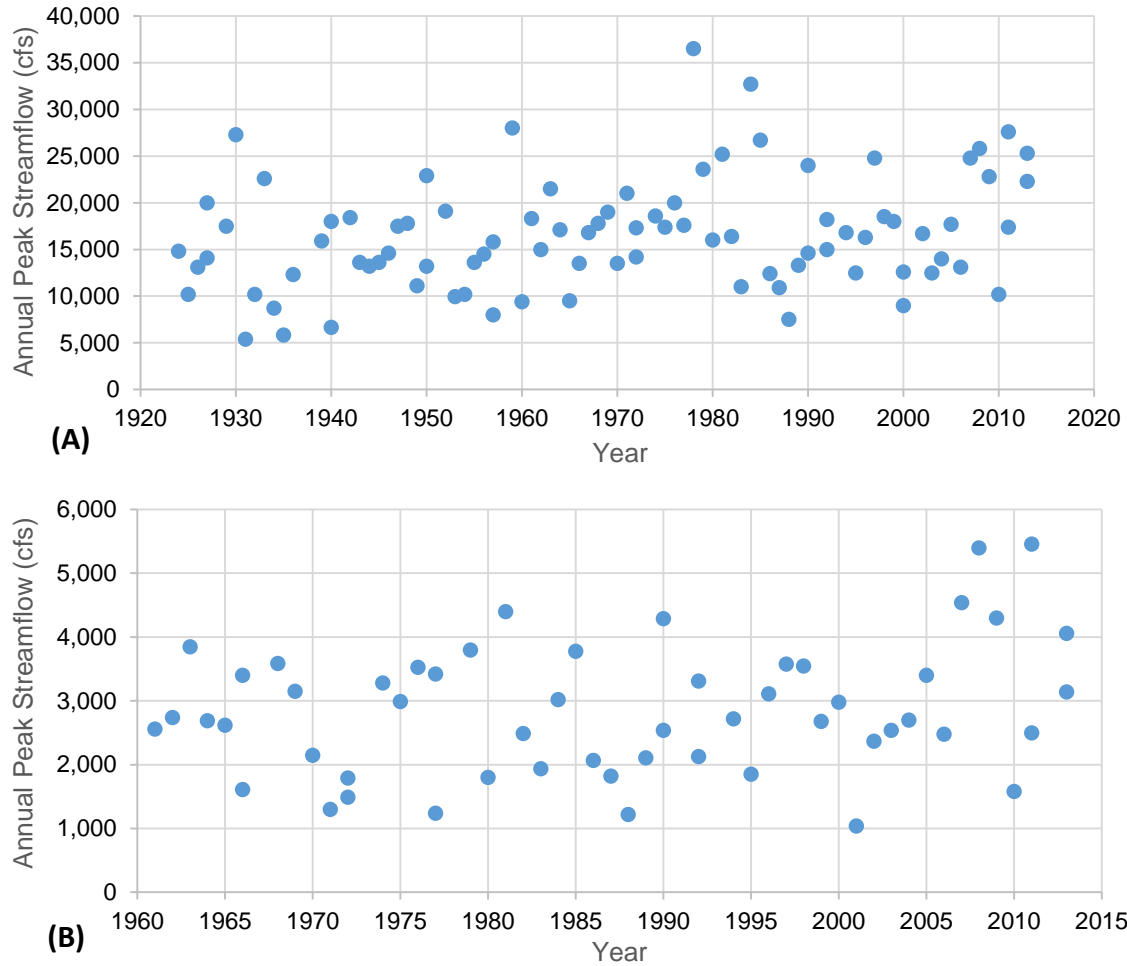 Annual Peak Streamflow (cfs)
40,000
35,000
30,000
25,000
20,000
15,000
10,000
5,000
0
1920 1930 1940 1950 1960 1970 1980 1990 2000 2010 2020
(A)
Year
Annual Peak Streamflow (cfs)
6,000
5,000
4,000
3,000
2,000
1,000
0
1960 1965 1970 1975 1980 1985 1990 1995 2000 2005 2010 2015
(B)
Year